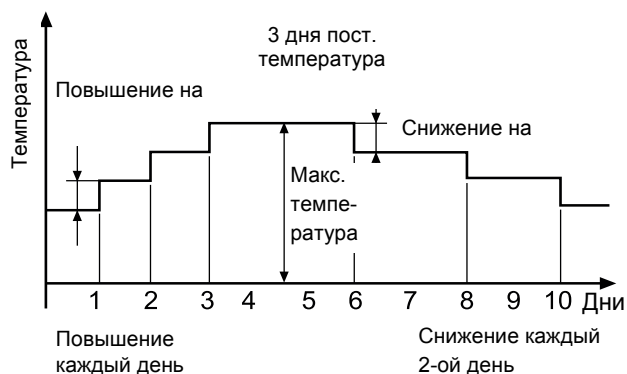 3 дня пост.
температура
Температура
Повышение на
Снижение на
Макс.
темпе-
ратура
1 2 3 4 5 6 7 8 9 10 Дни
Повышение
каждый день
Снижение каждый
2-ой день